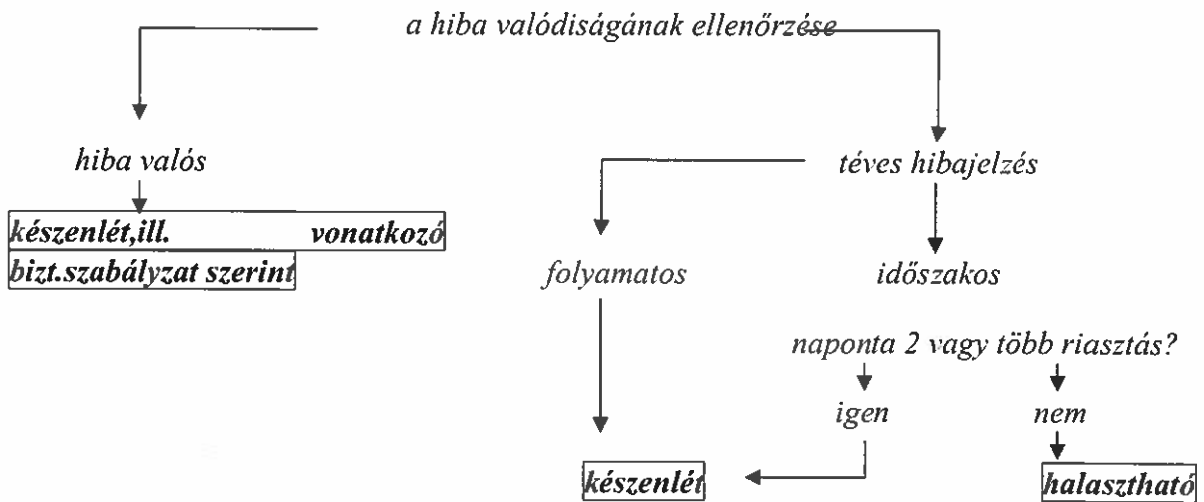 a hiba valódiságának ellenőrzése
hiba valós
téves hibajelzés
készenlét,ill. vonatkozó
bizt.szabályzat szerint
folyamatos
időszakos
naponta 2 vagy több riasztás?
igen
nem
készenlét
halasztható